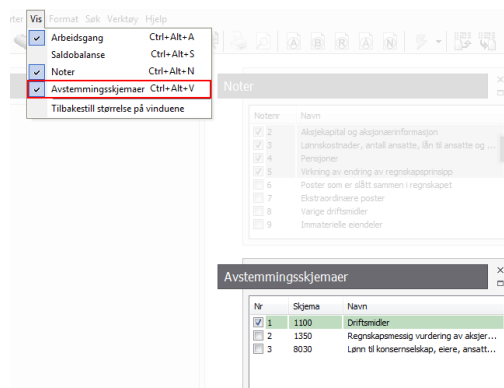 rter Vis Format Søk Verktøy Hjelp
Arbeidsgang Ctrl+Alt+A
Saldobalanse Ctrl+Alt+S
Noter Ctrl+Alt+N
Avstemmingsskjemaer Ctrl+Alt+V
Tilbakestill størrelse på vinduene
A B R A N
Noter
Notenr Navn
2 Aksjekapital og aksjonærinformasjon
3 Lønnskostnader, antall ansatte, lån til ansatte og ...
4 Pensjoner
5 Virkning av endring av regnskapsprinsipp
6 Poster som er slått sammen i regnskapet
7 Ekstraordinære poster
8 Varige driftsmidler
9 Immaterielle eiendeler
Avstemmingsskjemaer
Nr Skjema Navn
1 1100 Driftsmidler
2 1350 Regnskapsmessig vurdering av aksjer...
3 8030 Lønn til konsernselskap, eiere, ansatt...